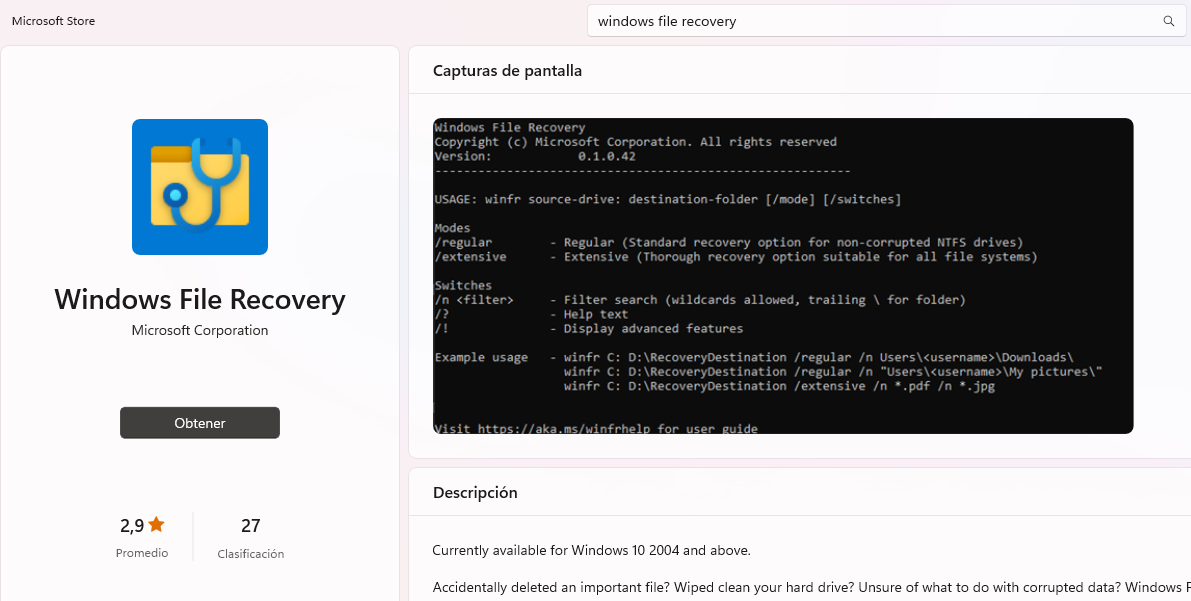 Microsoft Store
windows file recovery
Windows File Recovery
Microsoft Corporation
Obtener
2,9
Promedio
27
Clasificación
Capturas de pantalla
Windows File Recovery
Copyright (c) Microsoft Corporation. All rights reserved
Version:            0.1.0.42
----------------------------------------------------------
USAGE: winfr source-drive: destination-folder [/mode] [/switches]
Modes
/regular        - Regular (Standard recovery option for non-corrupted NTFS drives)
/extensive      - Extensive (Thorough recovery option suitable for all file systems)
Switches
/n <filter>     - Filter search (wildcards allowed, trailing \ for folder)
/?              - Help text
/!              - Display advanced features
Example usage   - winfr C: D:\RecoveryDestination /regular /n Users\<username>\Downloads\
winfr C: D:\RecoveryDestination /regular /n "Users\<username>\My pictures\"
winfr C: D:\RecoveryDestination /extensive /n *.pdf /n *.jpg
Visit https://aka.ms/winfrhelp for user guide
Descripción
Currently available for Windows 10 2004 and above.
Accidentally deleted an important file? Wiped clean your hard drive? Unsure of what to do with corrupted data? Windows F